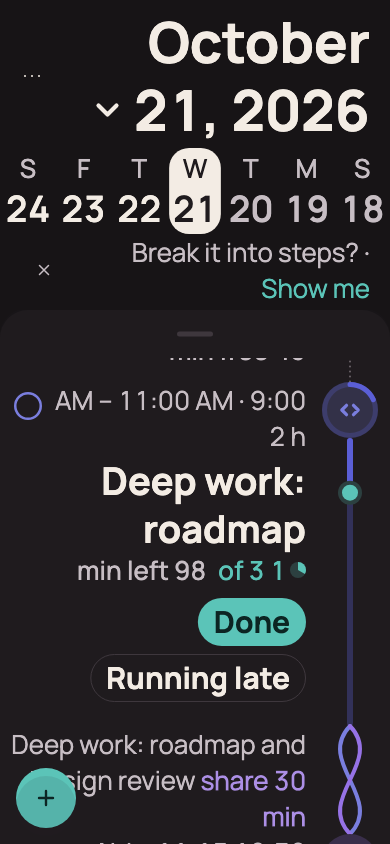 October
21, 2026
S F T W T M S
24 23 22 21 20 19 18
Break it into steps? ·
Show me
AM – 11:00 AM · 9:00
2 h
Deep work:
roadmap
min left 98 of 3 1
Done
Running late
Deep work: roadmap and
sign review share 30
min